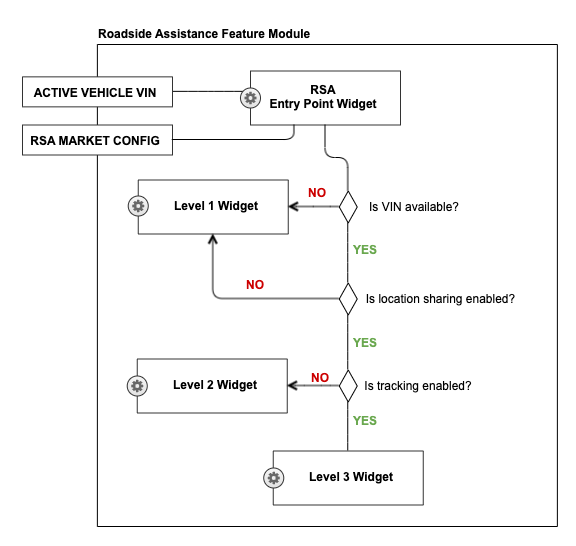 Roadside Assistance Feature Module
ACTIVE VEHICLE VIN
RSA
Entry Point Widget
RSA MARKET CONFIG
NO
Level 1 Widget
Is VIN available?
YES
NO
Is location sharing enabled?
YES
NO
Level 2 Widget
Is tracking enabled?
YES
Level 3 Widget